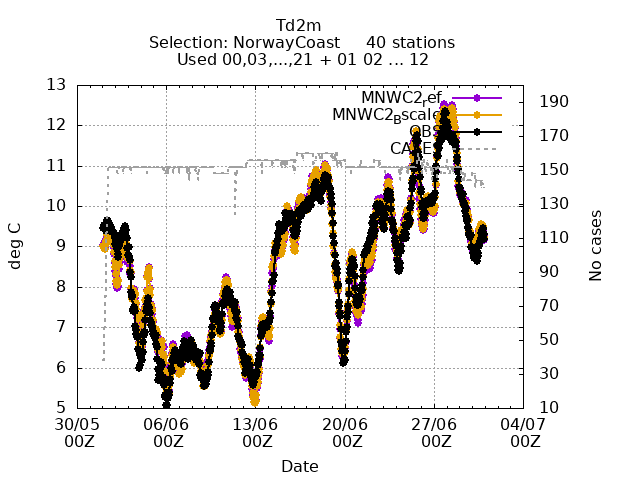 Td2m
Selection: NorwayCoast 40 stations
Used 00,03,...,21 + 01 02 ... 12
MNWC2_ref
MNWC2_Bscale
OBS
CASES
13
12
11
10
9
8
7
6
5
190
170
150
130
110
90
70
50
30
10
deg C
No cases
30/05 06/06 13/06 20/06 27/06 04/07
00Z 00Z 00Z 00Z 00Z 00Z
Date